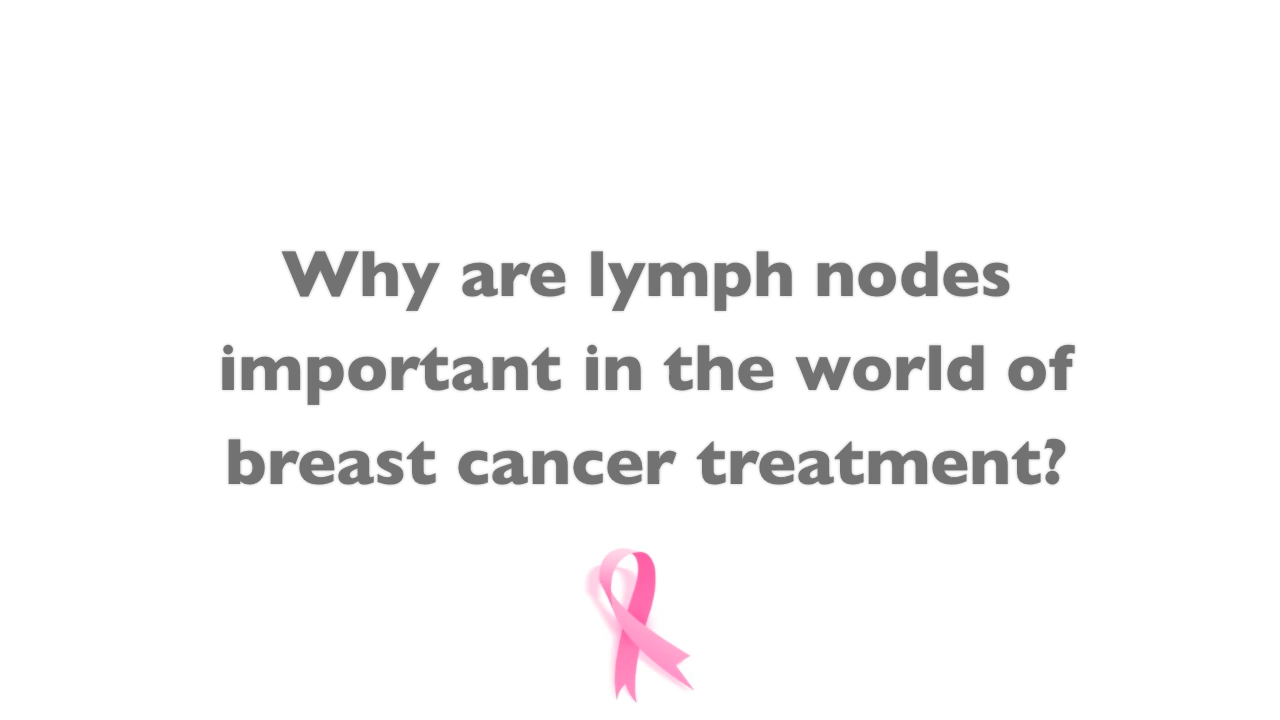 Why are lymph nodes
important in the world of
breast cancer treatment?